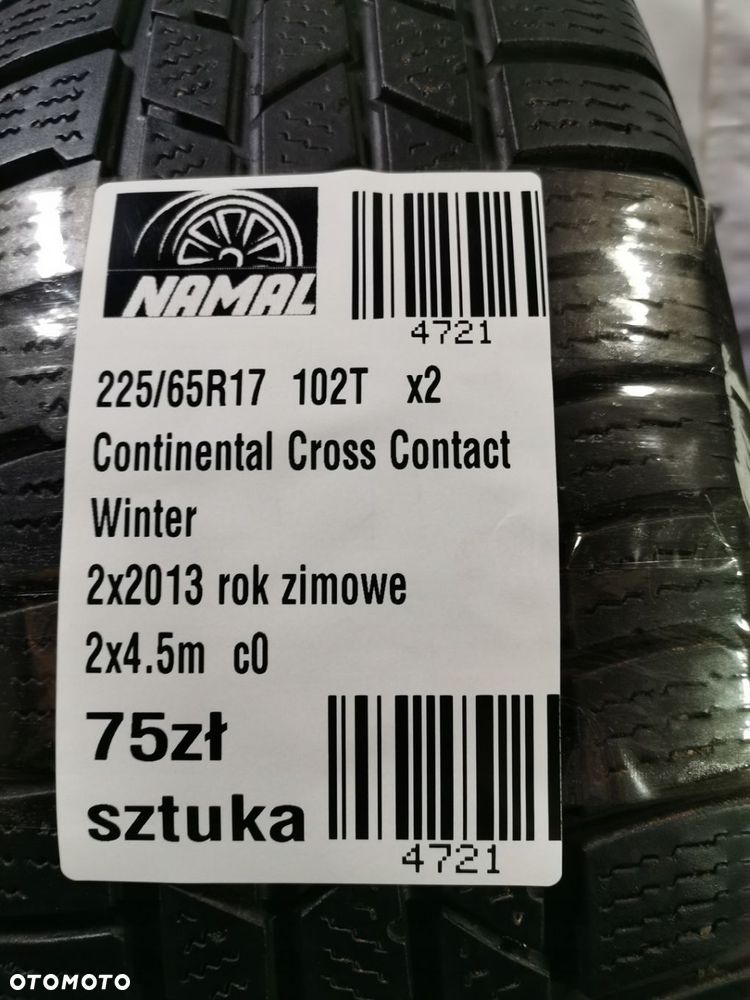 NAMAL
4721
225/65R17 102T x2
Continental Cross Contact
Winter
2x2013 rok zimowe
2x4.5m c0
75zł
sztuka
4721
OTOMOTO